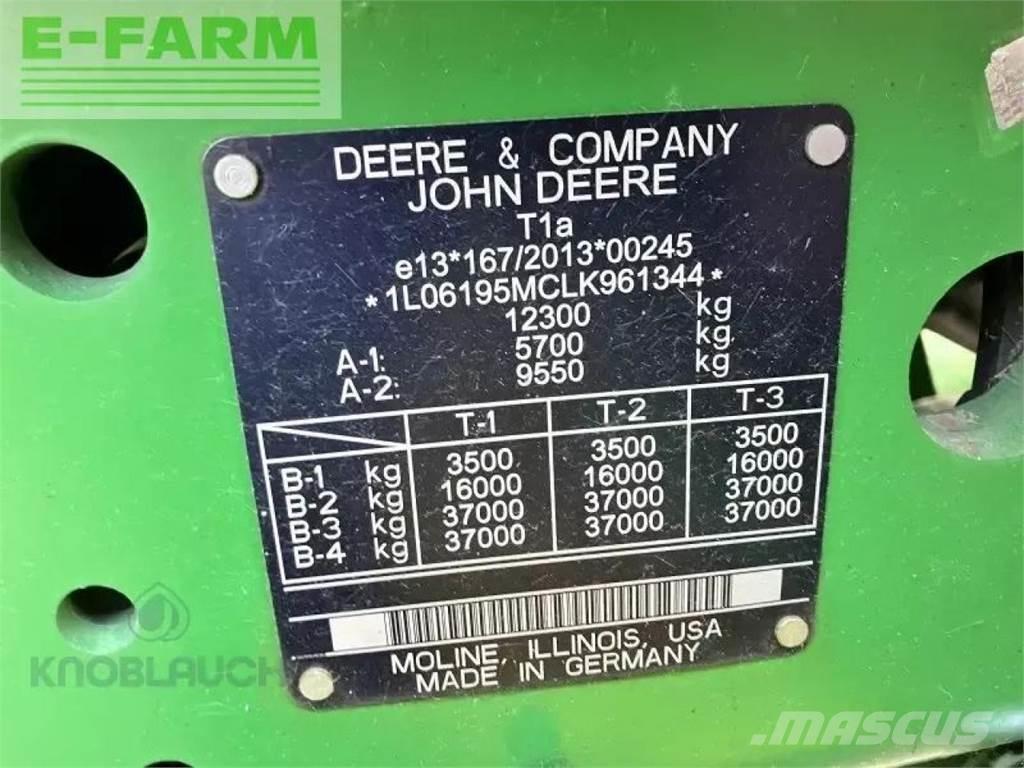 E-FARM
DEERE & COMPANY
JOHN DEERE
T1a
e13*167/2013*00245
*1L06195MCLK961344*
12300 kg
A-1: 5700 kg
A-2: 9550 kg
T-1 T-2 T-3
B-1 kg 3500 3500 3500
B-2 kg 16000 16000 16000
B-3 kg 37000 37000 37000
B-4 kg 37000 37000 37000
MOLINE, ILLINOIS, USA
MADE IN GERMANY
KNOBLAUCH
MASCUS